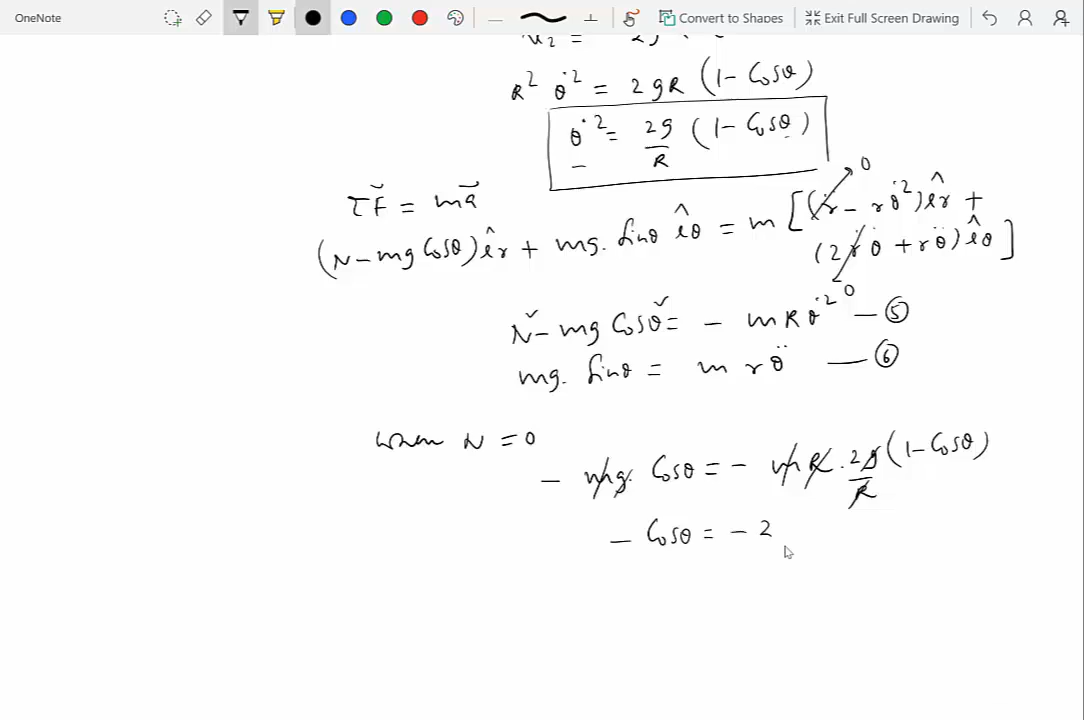 OneNote
Convert to Shapes
Exit Full Screen Drawing
R² θ̇² = 2gR (1 - Cosθ)
θ̇² = 2g/R (1 - Cosθ)
ΣF = ma
(N - mg Cosθ) êr + mg. Sinθ êθ = m [(r̈ - rθ̇²) êr +
0
(2ṙθ̇ + rθ̈) êθ]
0
N - mg Cosθ = - mRθ̇² — ⑤
mg. Sinθ = m r θ̈ — ⑥
when N = 0
- mg. Cosθ = - mR. 2g/R (1 - Cosθ)
- Cosθ = - 2